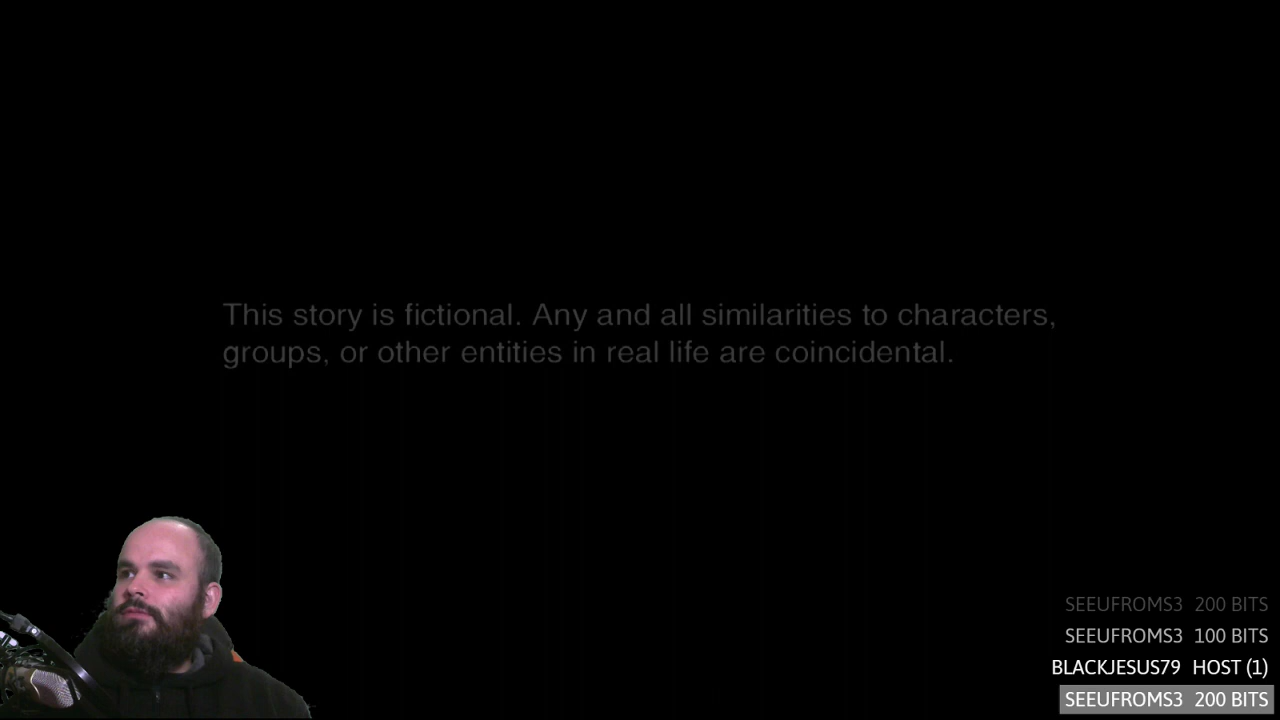 This story is fictional. Any and all similarities to characters,
groups, or other entities in real life are coincidental.
SEEUFROMS3 200 BITS
SEEUFROMS3 100 BITS
BLACKJESUS79 HOST (1)
SEEUFROMS3 200 BITS